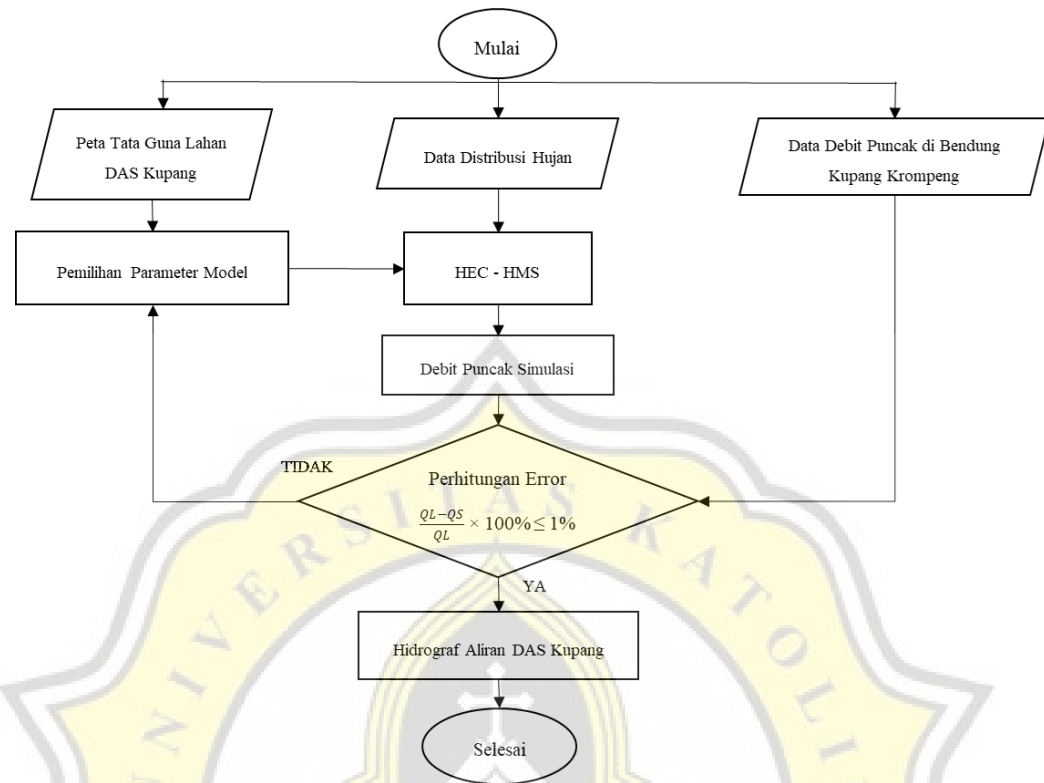 Mulai
Peta Tata Guna Lahan
DAS Kupang
Data Distribusi Hujan
Data Debit Puncak di Bendung
Kupang Krompeng
Pemilihan Parameter Model
HEC - HMS
Debit Puncak Simulasi
TIDAK
Perhitungan Error
QL−QS
QL
× 100% ≤ 1%
YA
Hidrograf Aliran DAS Kupang
Selesai
UNIVERSITAS KATOLI